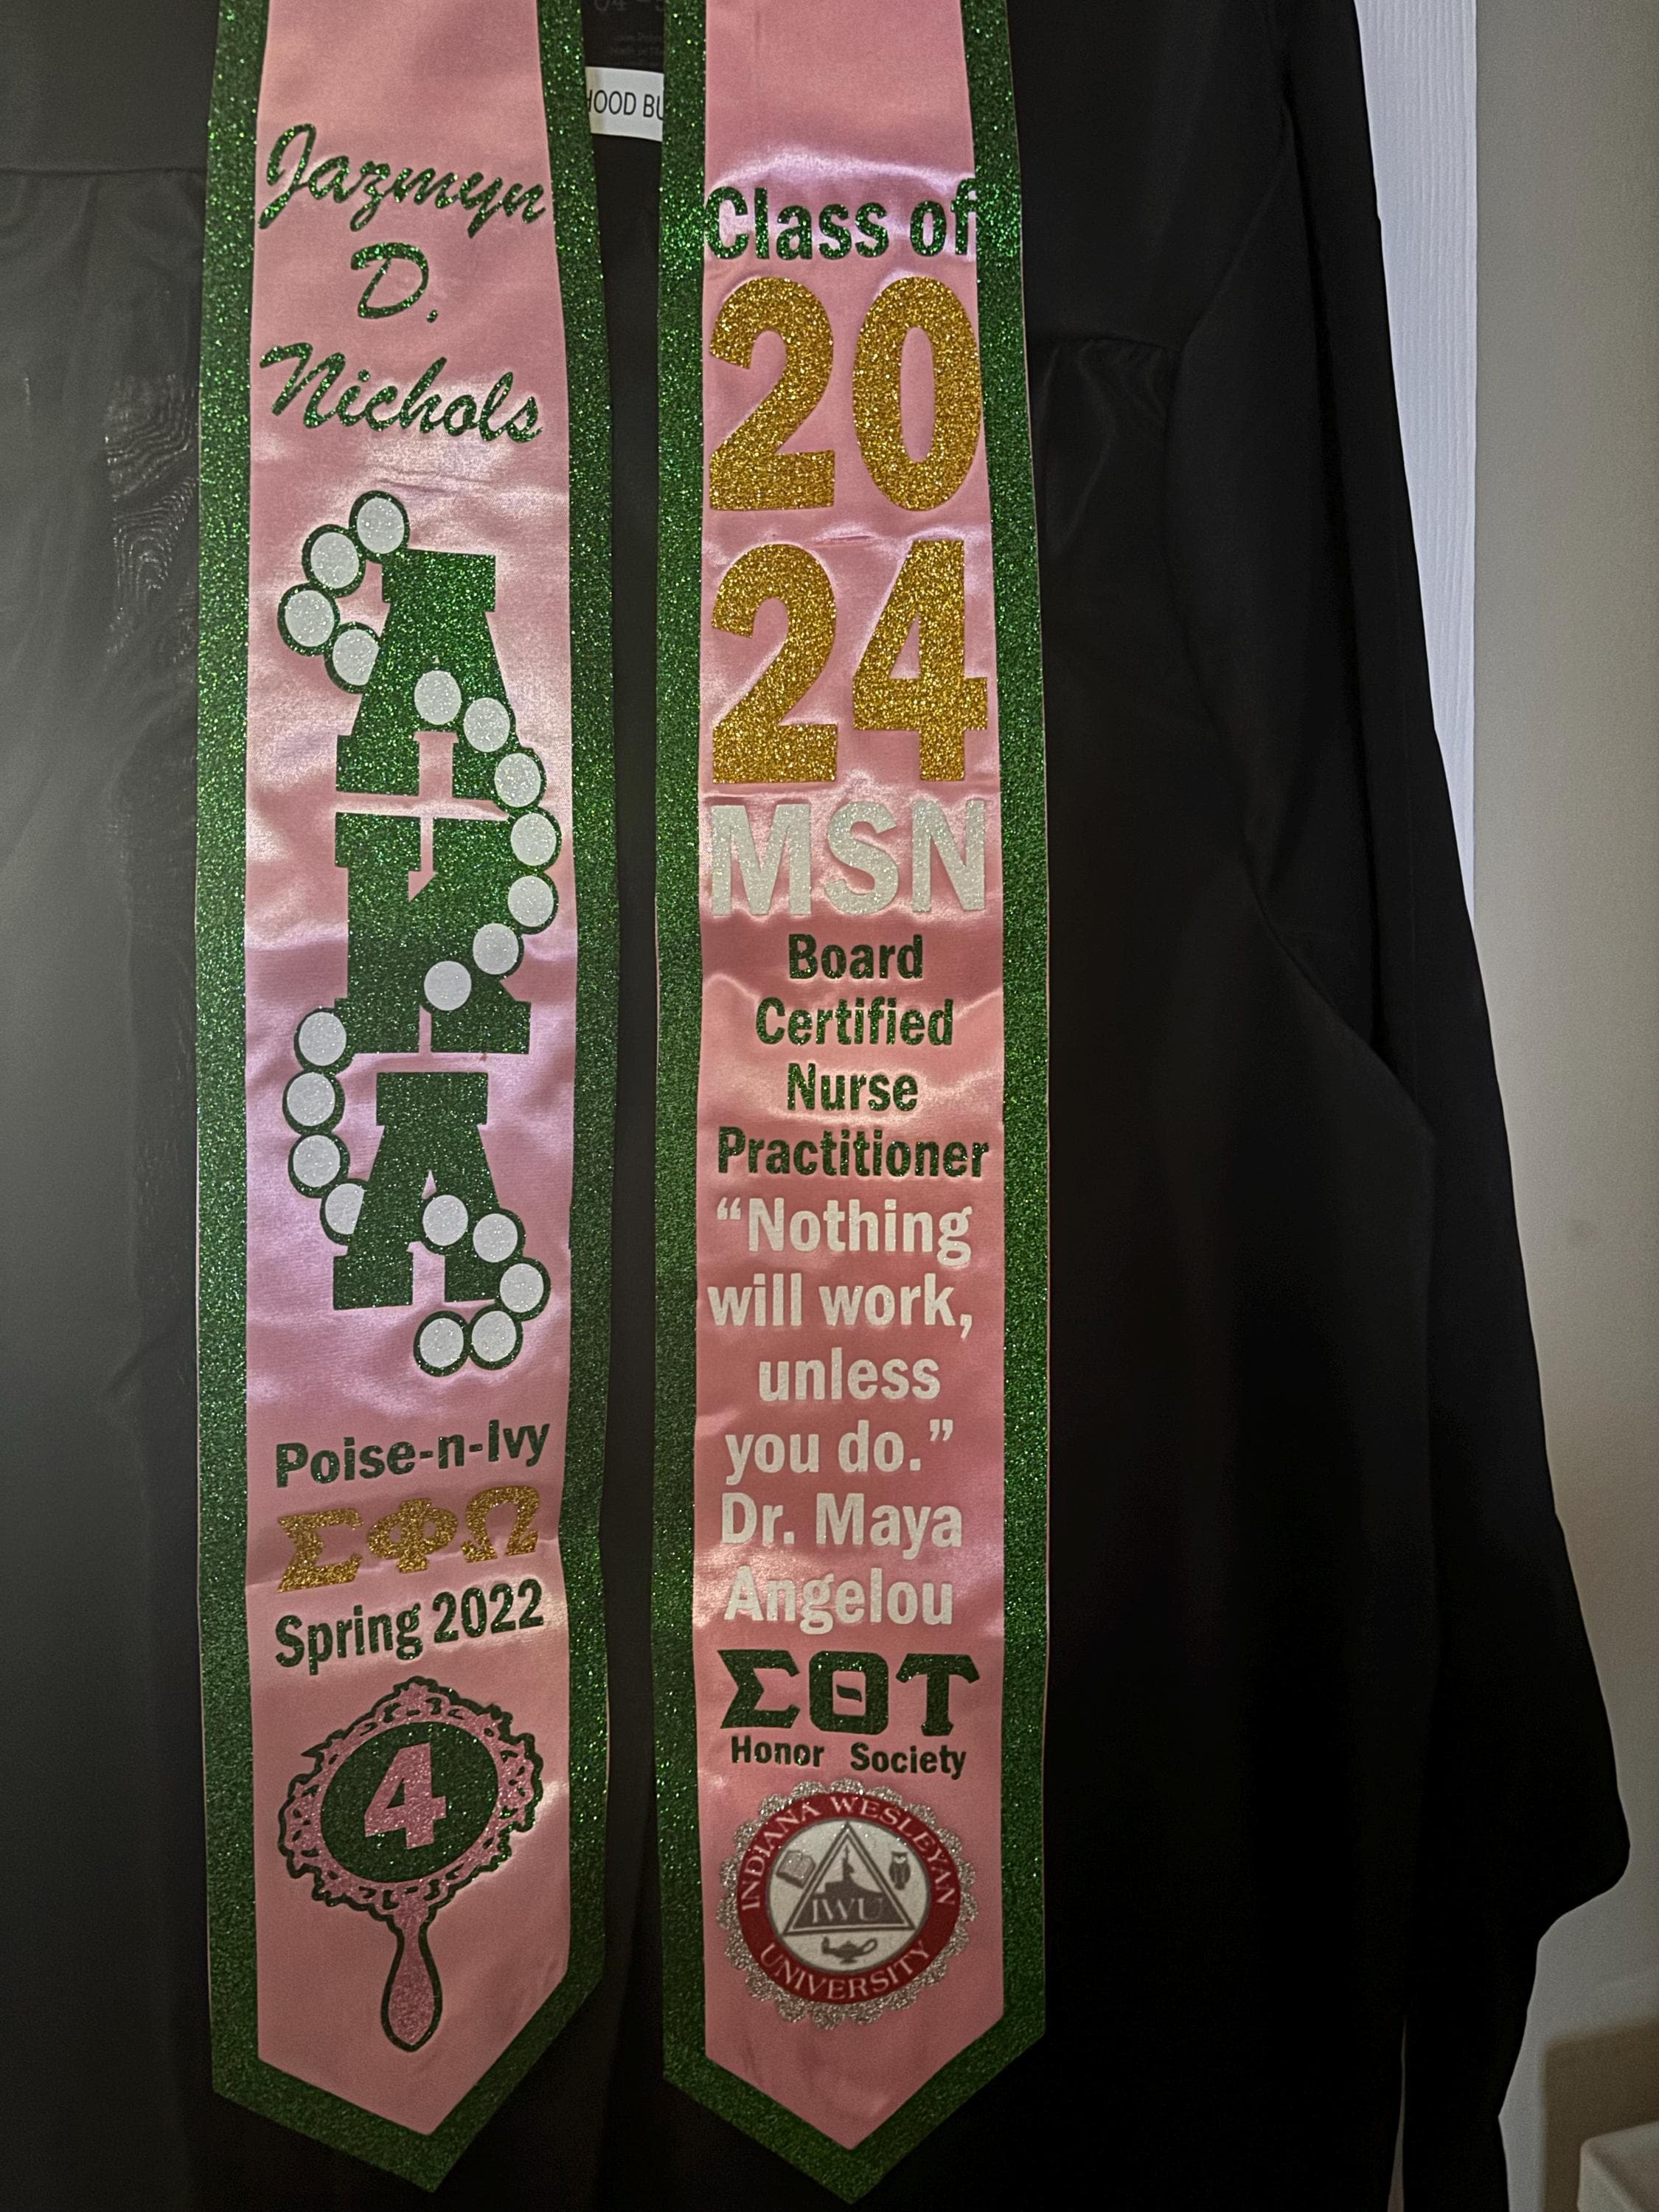 Jazmyn
D.
Nichols
A
K
A
Poise-n-Ivy
ΣΦΩ
Spring 2022
4
HOOD BU
Class of
20
24
MSN
Board
Certified
Nurse
Practitioner
“Nothing
will work,
unless
you do.”
Dr. Maya
Angelou
ΣΘΤ
Honor Society
INDIANA WESLEYAN
IWU
UNIVERSITY